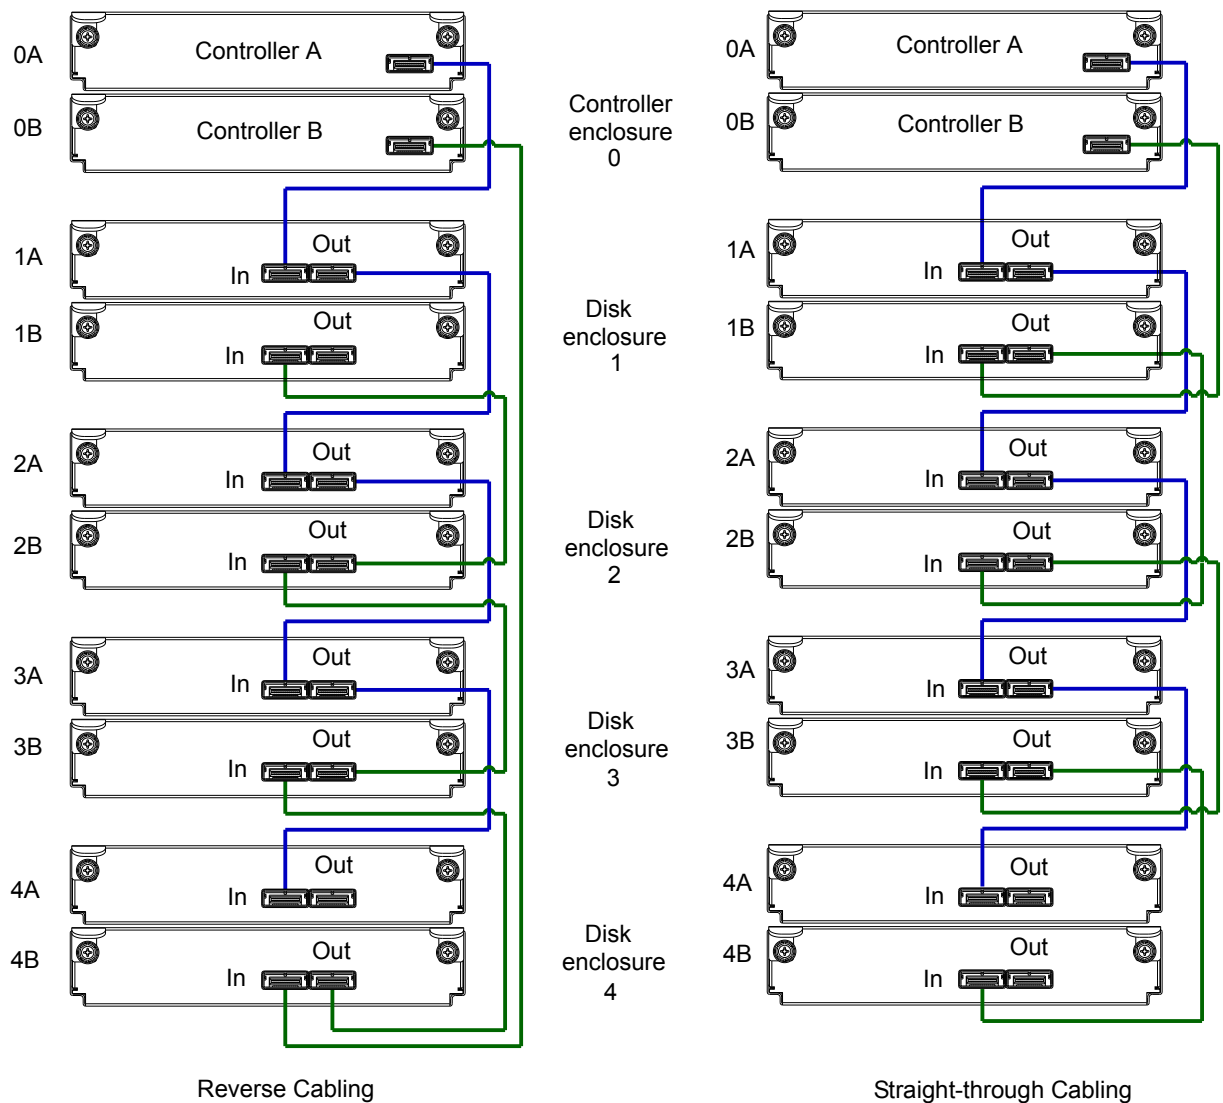 0A
Controller A
0B
Controller B
Controller
enclosure
0
1A
Out
In
1B
Out
In
Disk
enclosure
1
2A
Out
In
2B
Out
In
Disk
enclosure
2
3A
Out
In
3B
Out
In
Disk
enclosure
3
4A
Out
In
4B
Out
In
Disk
enclosure
4
Reverse Cabling
0A
Controller A
0B
Controller B
1A
Out
In
1B
Out
In
2A
Out
In
2B
Out
In
3A
Out
In
3B
Out
In
4A
Out
In
4B
Out
In
Straight-through Cabling